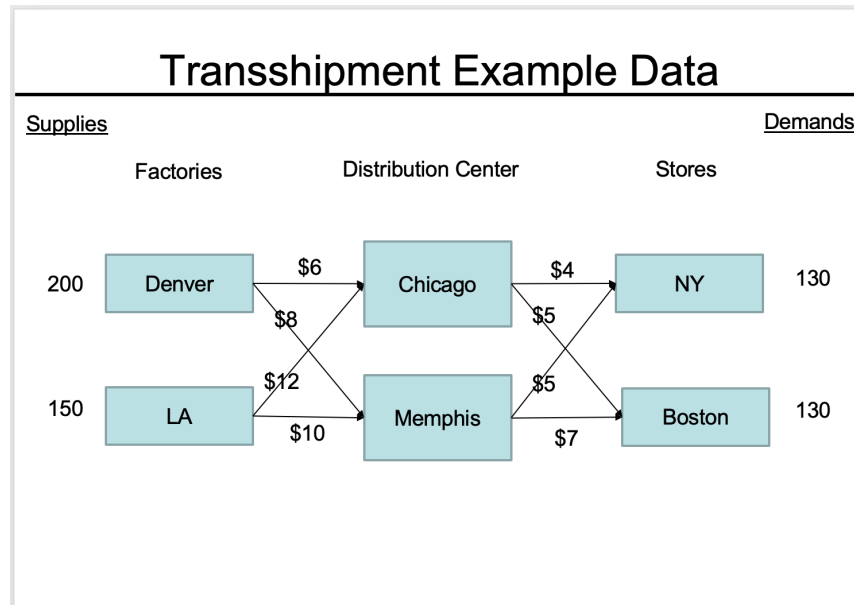 Transshipment Example Data
Supplies
Demands
Factories
Distribution Center
Stores
200
Denver
$6
Chicago
$4
NY
130
$8
$5
$12
$5
150
LA
$10
Memphis
$7
Boston
130